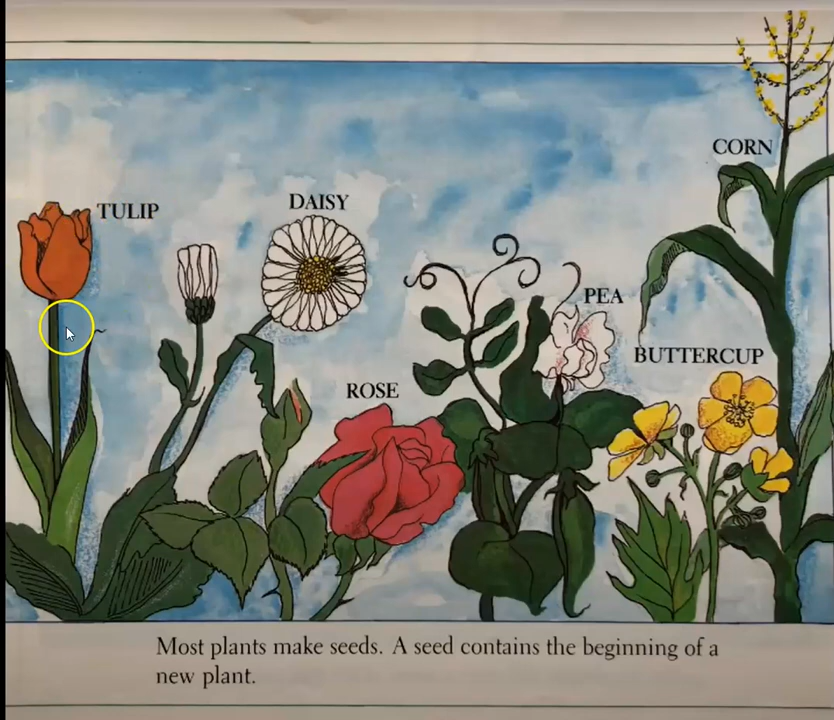 CORN
TULIP
DAISY
PEA
BUTTERCUP
ROSE
Most plants make seeds. A seed contains the beginning of a
new plant.